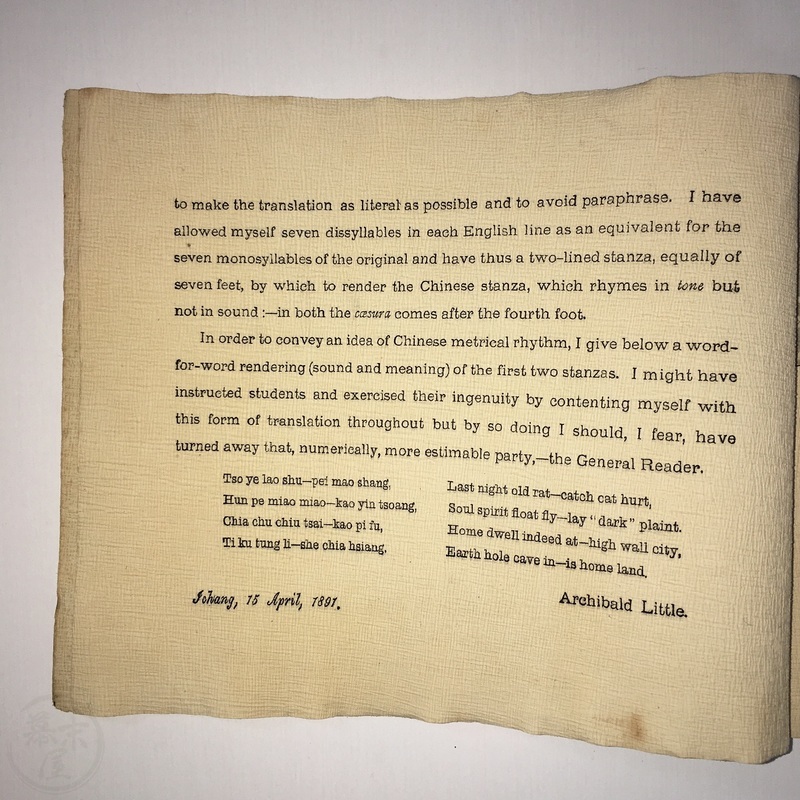 to make the translation as literal as possible and to avoid paraphrase. I have
allowed myself seven dissyllables in each English line as an equivalent for the
seven monosyllables of the original and have thus a two-lined stanza, equally of
seven feet, by which to render the Chinese stanza, which rhymes in tone but
not in sound :—in both the cæsura comes after the fourth foot.
In order to convey an idea of Chinese metrical rhythm, I give below a word-
for-word rendering (sound and meaning) of the first two stanzas. I might have
instructed students and exercised their ingenuity by contenting myself with
this form of translation throughout but by so doing I should, I fear, have
turned away that, numerically, more estimable party,—the General Reader.
Tso ye lao shu—pei mao shang,
Hun pe miao miao—kao yin tsoang,
Chia chu chiu tsai—kao pi fu,
Ti ku tung li—she chia hsiang,
Last night old rat—catch cat hurt,
Soul spirit float fly—lay "dark" plaint.
Home dwell indeed at—high wall city,
Earth hole cave in—is home land.
Ichang, 15 April, 1891.
Archibald Little.
幕末屋